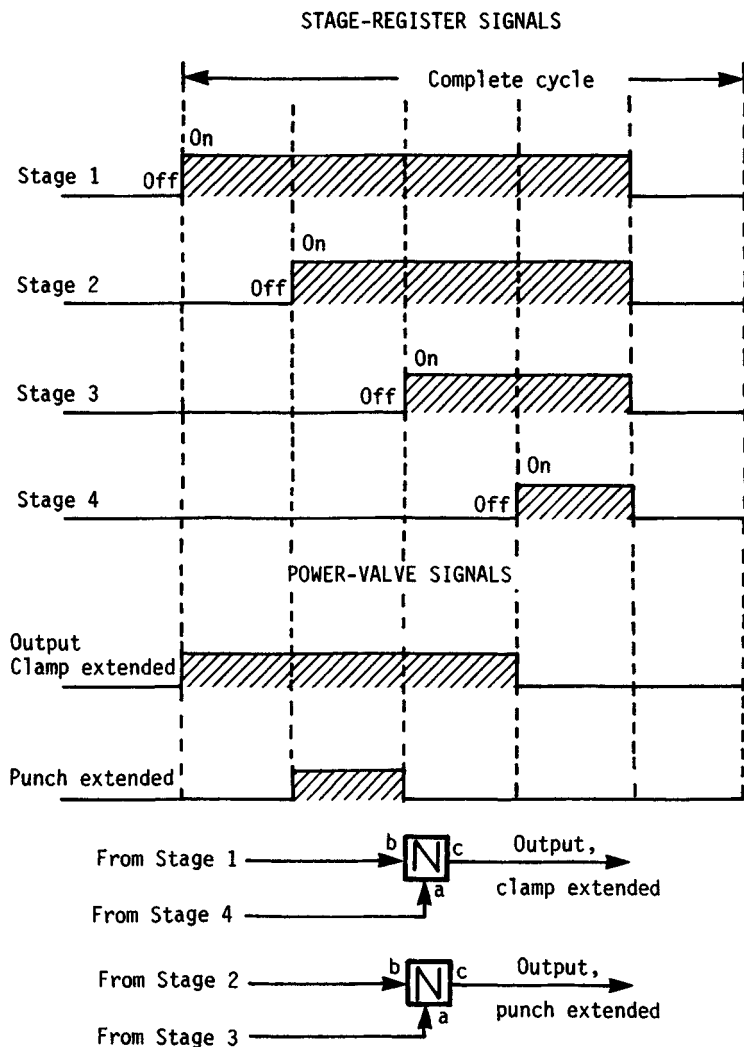 STAGE-REGISTER SIGNALS
Complete cycle
On
Stage 1 Off
On
Stage 2 Off
On
Stage 3 Off
On
Stage 4 Off
POWER-VALVE SIGNALS
Output
Clamp extended
Punch extended
From Stage 1 b N c Output,
clamp extended
From Stage 4 a
From Stage 2 b N c Output,
punch extended
From Stage 3 a